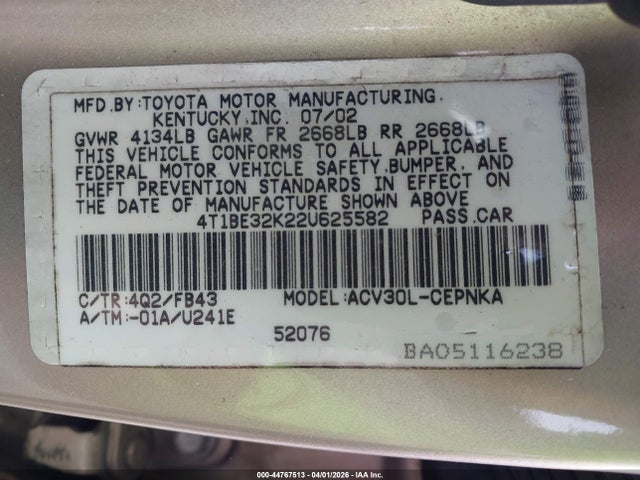 MFD.BY:TOYOTA MOTOR MANUFACTURING,
KENTUCKY,INC. 07/02
GVWR 4134LB GAWR FR 2668LB RR 2668LB
THIS VEHICLE CONFORMS TO ALL APPLICABLE
FEDERAL MOTOR VEHICLE SAFETY,BUMPER, AND
THEFT PREVENTION STANDARDS IN EFFECT ON
THE DATE OF MANUFACTURE SHOWN ABOVE
4T1BE32K22U625582 PASS.CAR
C/TR:4Q2/FB43 MODEL:ACV30L-CEPNKA
A/TM:-01A/U241E
52076
BA05116238
000-44767513 - 04/01/2026 - IAA Inc.